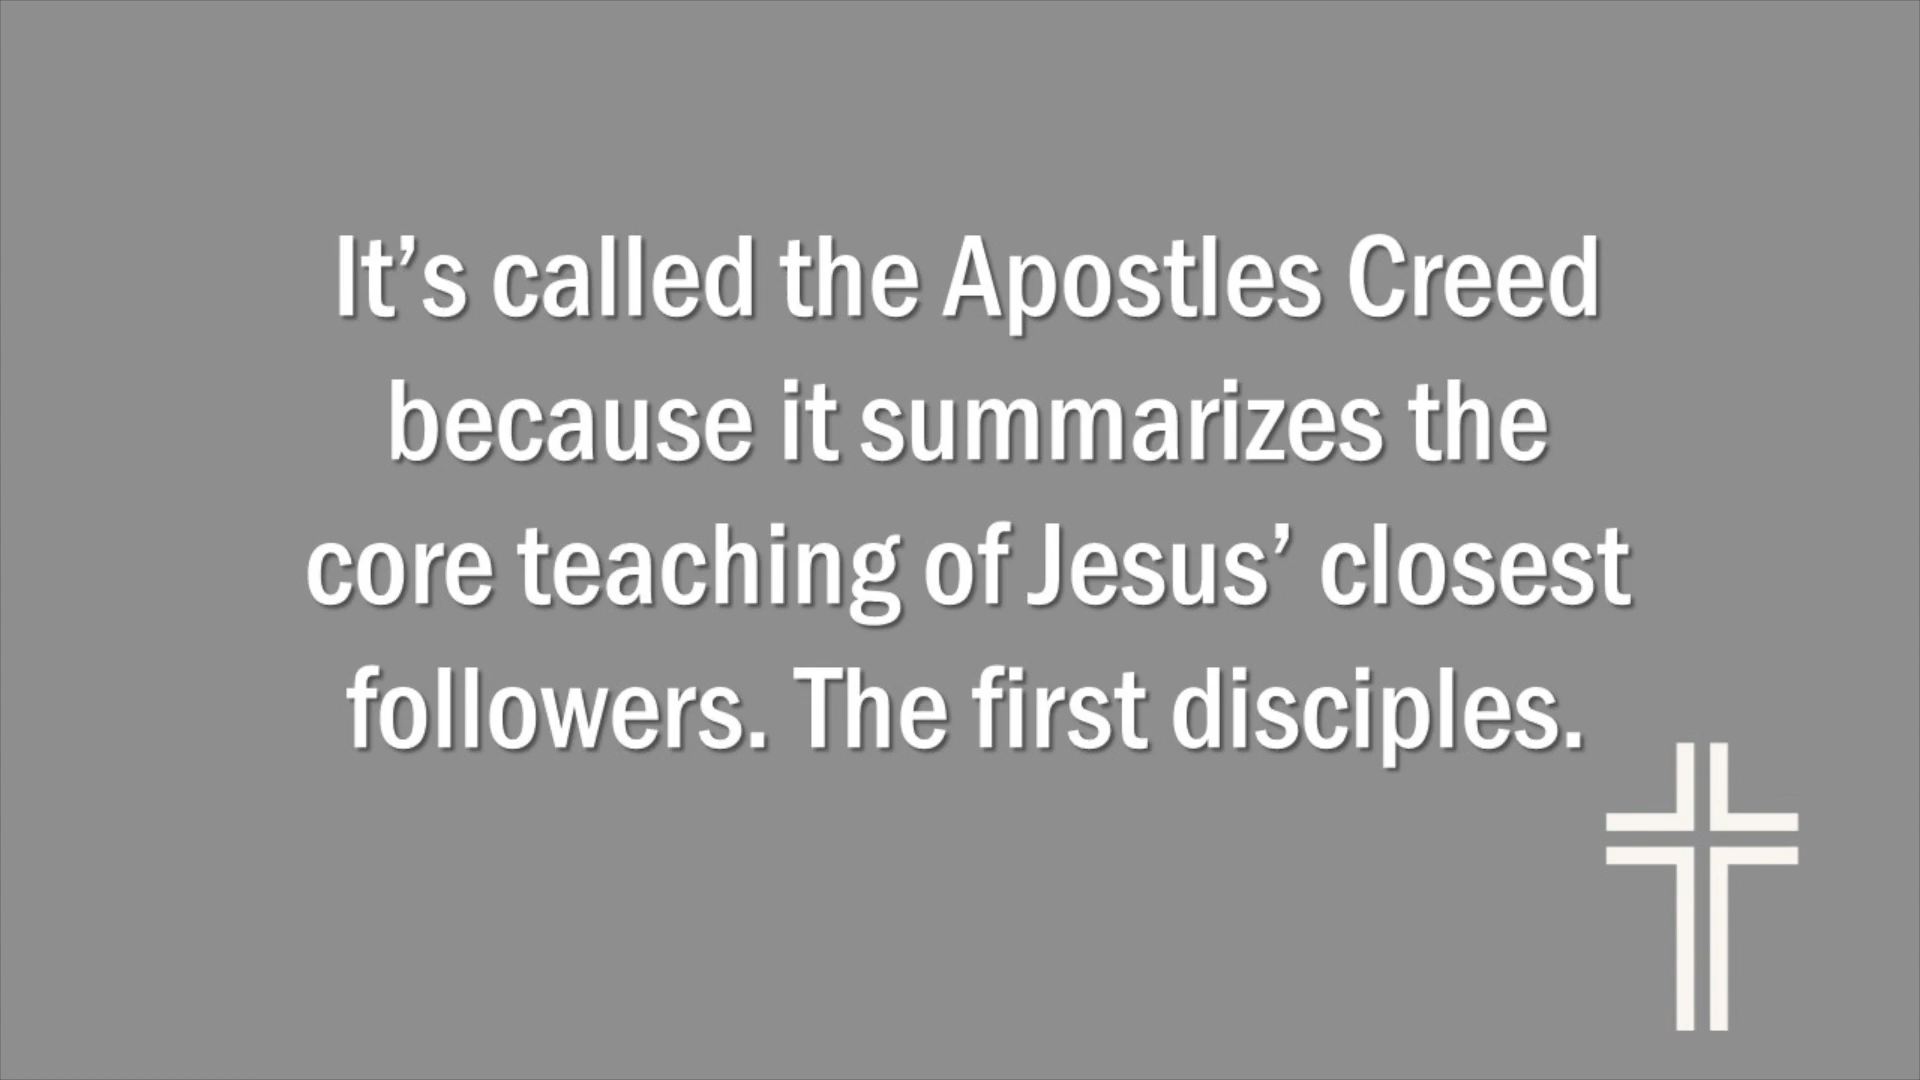 It’s called the Apostles Creed
because it summarizes the
core teaching of Jesus’ closest
followers. The first disciples.